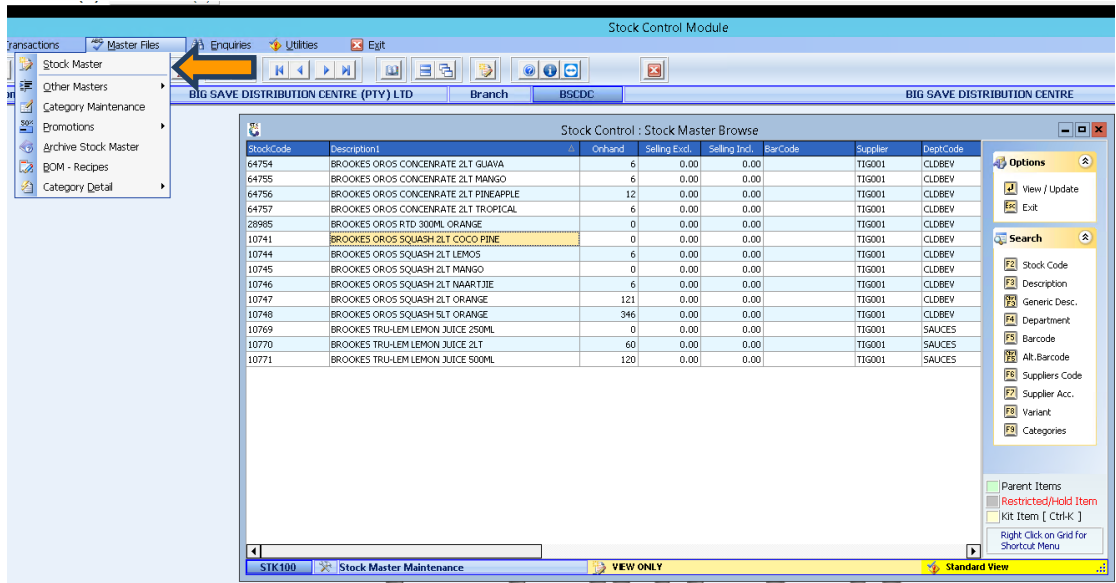 Stock Control Module
Transactions Master Files Enquiries Utilities Exit
Stock Master
Other Masters
Category Maintenance
Promotions
Archive Stock Master
BOM - Recipes
Category Detail
BIG SAVE DISTRIBUTION CENTRE (PTY) LTD Branch BSCDC BIG SAVE DISTRIBUTION CENTRE
Stock Control : Stock Master Browse
StockCode Description1 Onhand Selling Excl. Selling Incl. BarCode Supplier DeptCode
64754 BROOKES OROS CONCENRATE 2LT GUAVA 6 0.00 0.00 TIG001 CLDBEV
64755 BROOKES OROS CONCENRATE 2LT MANGO 6 0.00 0.00 TIG001 CLDBEV
64756 BROOKES OROS CONCENRATE 2LT PINEAPPLE 12 0.00 0.00 TIG001 CLDBEV
64757 BROOKES OROS CONCENRATE 2LT TROPICAL 6 0.00 0.00 TIG001 CLDBEV
28985 BROOKES OROS RTD 300ML ORANGE 0 0.00 0.00 TIG001 CLDBEV
10741 BROOKES OROS SQUASH 2LT COCO PINE 0 0.00 0.00 TIG001 CLDBEV
10744 BROOKES OROS SQUASH 2LT LEMOS 6 0.00 0.00 TIG001 CLDBEV
10745 BROOKES OROS SQUASH 2LT MANGO 0 0.00 0.00 TIG001 CLDBEV
10746 BROOKES OROS SQUASH 2LT NAARTJIE 6 0.00 0.00 TIG001 CLDBEV
10747 BROOKES OROS SQUASH 2LT ORANGE 121 0.00 0.00 TIG001 CLDBEV
10748 BROOKES OROS SQUASH 5LT ORANGE 346 0.00 0.00 TIG001 CLDBEV
10769 BROOKES TRU-LEM LEMON JUICE 250ML 0 0.00 0.00 TIG001 SAUCES
10770 BROOKES TRU-LEM LEMON JUICE 2LT 60 0.00 0.00 TIG001 SAUCES
10771 BROOKES TRU-LEM LEMON JUICE 500ML 120 0.00 0.00 TIG001 SAUCES
Options
View / Update
Esc Exit
Search
F2 Stock Code
F3 Description
Generic Desc.
F4 Department
F5 Barcode
Alt.Barcode
F6 Suppliers Code
F7 Supplier Acc.
F8 Variant
F9 Categories
Parent Items
Restricted/Hold Item
Kit Item [ Ctrl-K ]
Right Click on Grid for
Shortcut Menu
STK100 Stock Master Maintenance VIEW ONLY Standard View